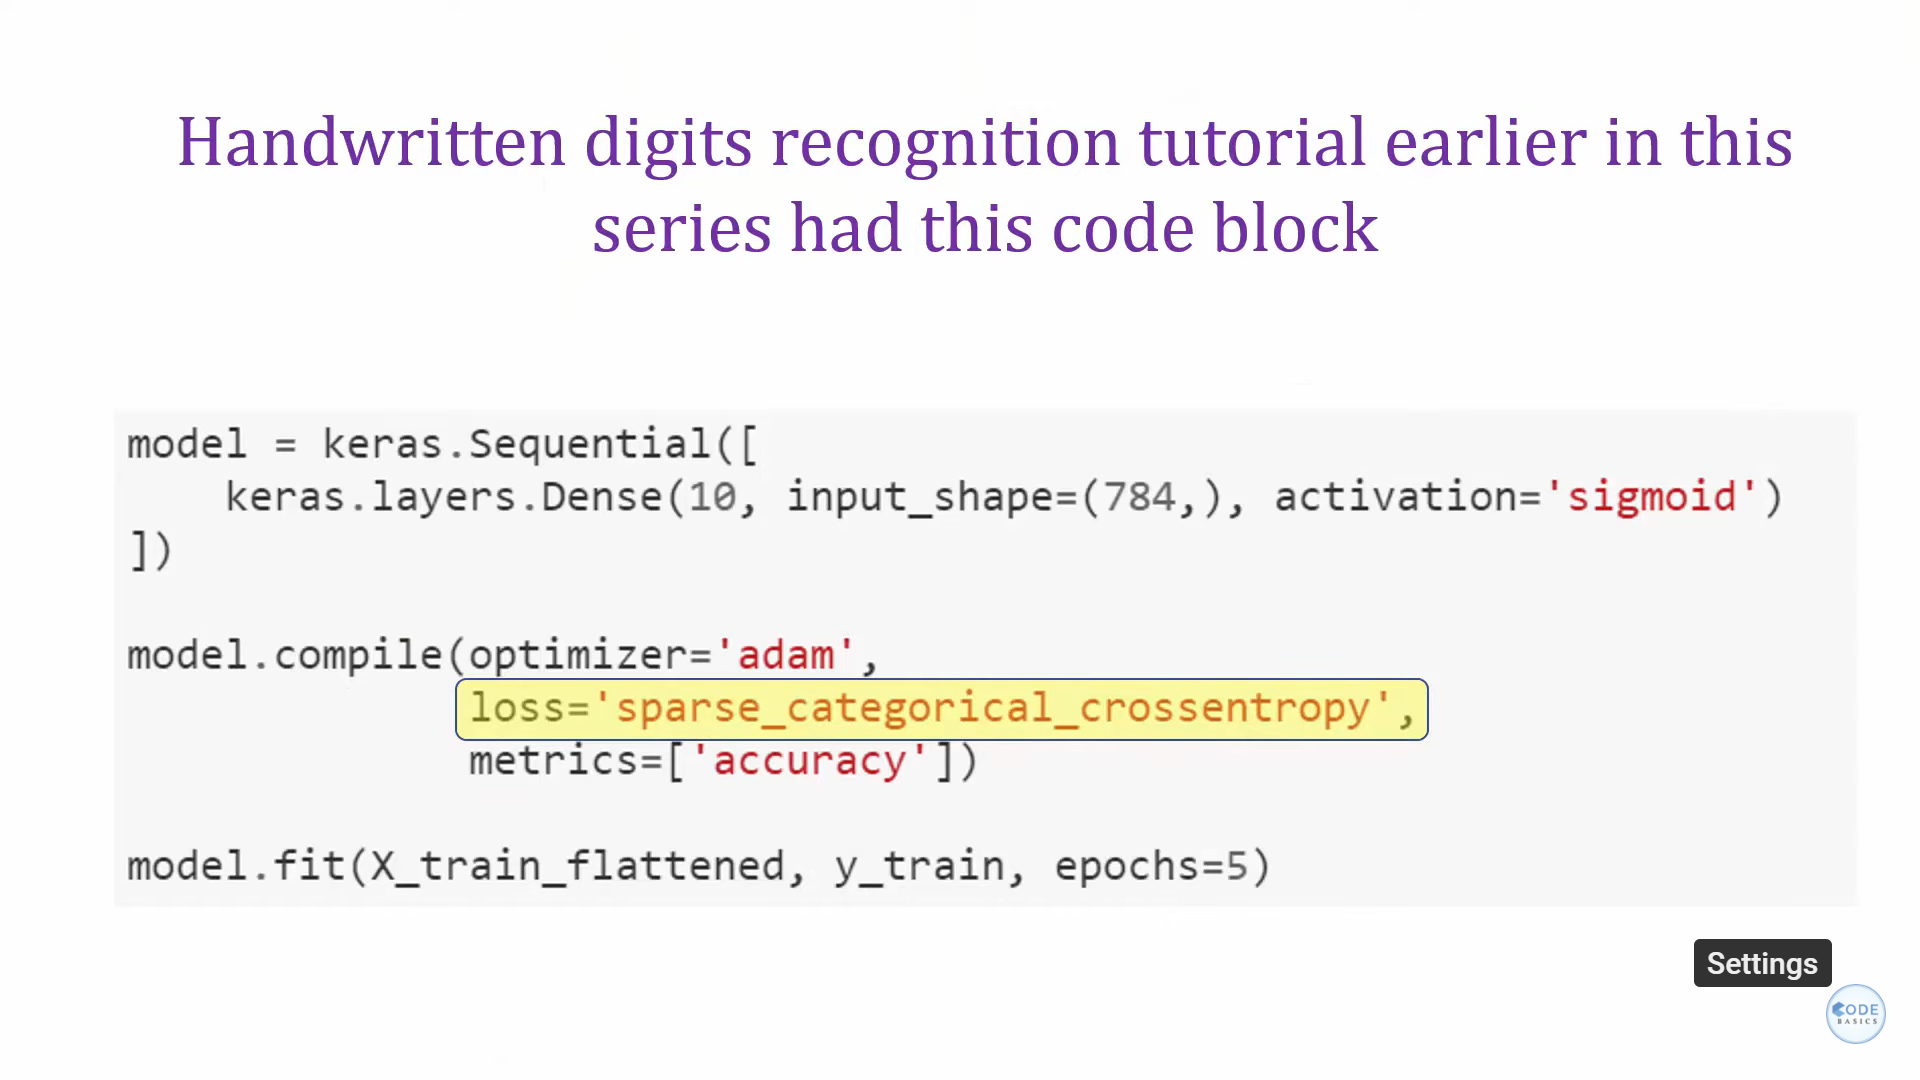 Handwritten digits recognition tutorial earlier in this
series had this code block
model = keras.Sequential([
    keras.layers.Dense(10, input_shape=(784,), activation='sigmoid')
])
model.compile(optimizer='adam',
              loss='sparse_categorical_crossentropy',
              metrics=['accuracy'])
model.fit(X_train_flattened, y_train, epochs=5)
Settings
CODE
BASICS